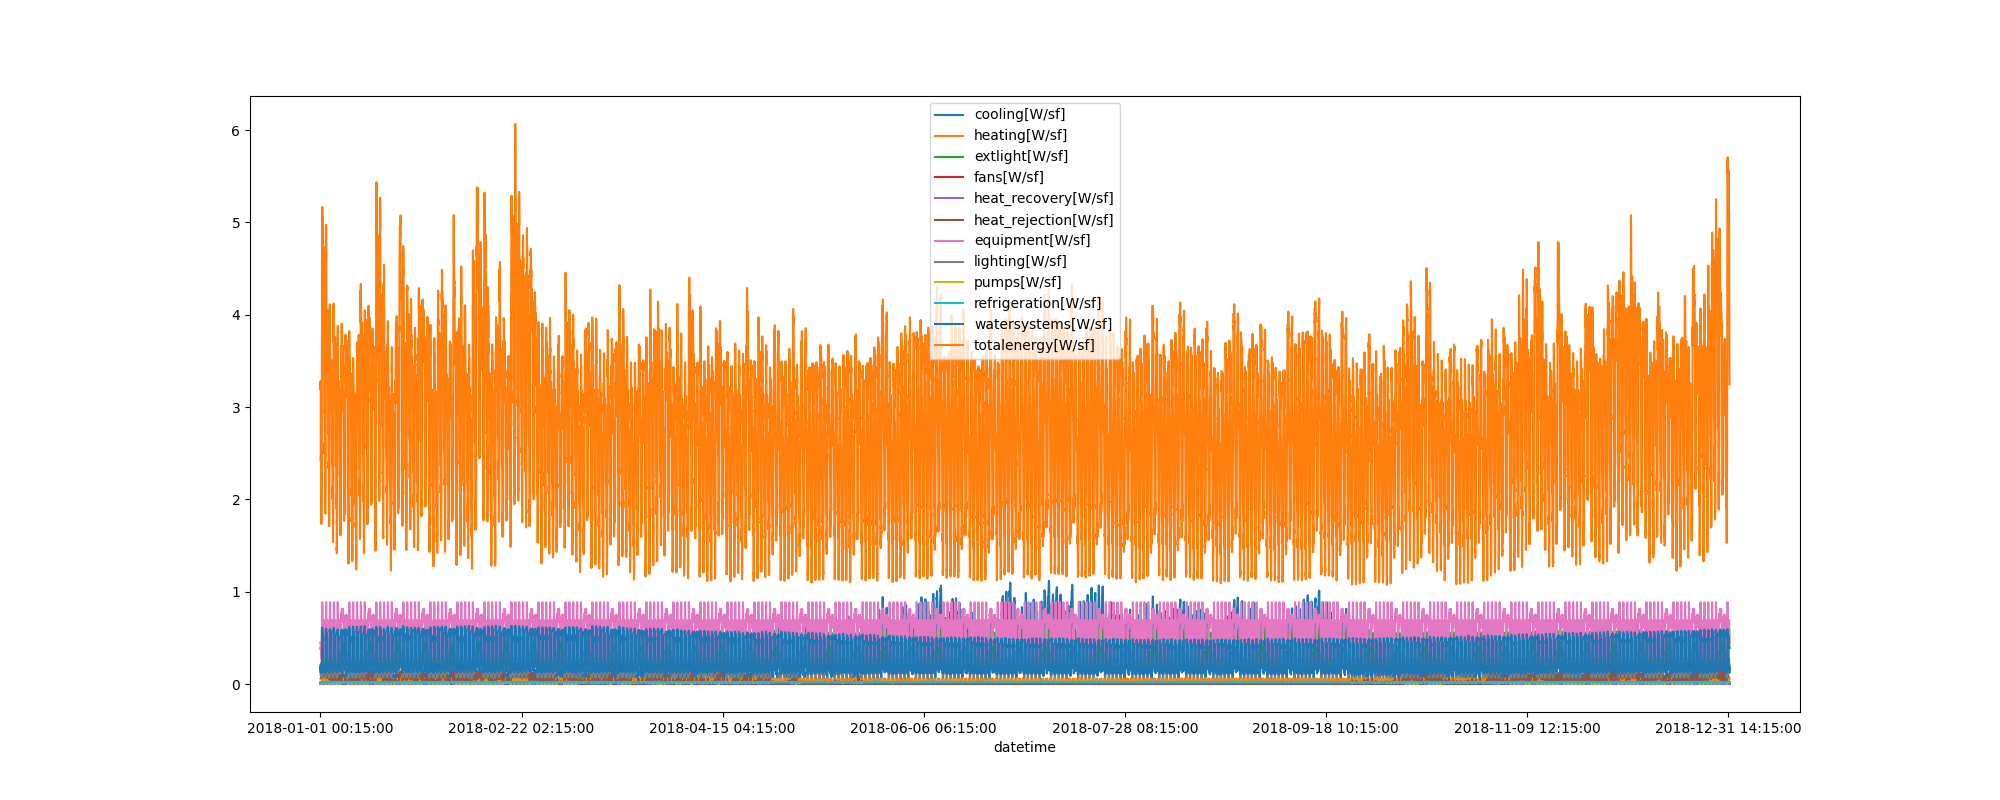 6
5
4
3
2
1
0
cooling[W/sf]
heating[W/sf]
extlight[W/sf]
fans[W/sf]
heat_recovery[W/sf]
heat_rejection[W/sf]
equipment[W/sf]
lighting[W/sf]
pumps[W/sf]
refrigeration[W/sf]
watersystems[W/sf]
totalenergy[W/sf]
2018-01-01 00:15:00 2018-02-22 02:15:00 2018-04-15 04:15:00 2018-06-06 06:15:00 2018-07-28 08:15:00 2018-09-18 10:15:00 2018-11-09 12:15:00 2018-12-31 14:15:00
datetime